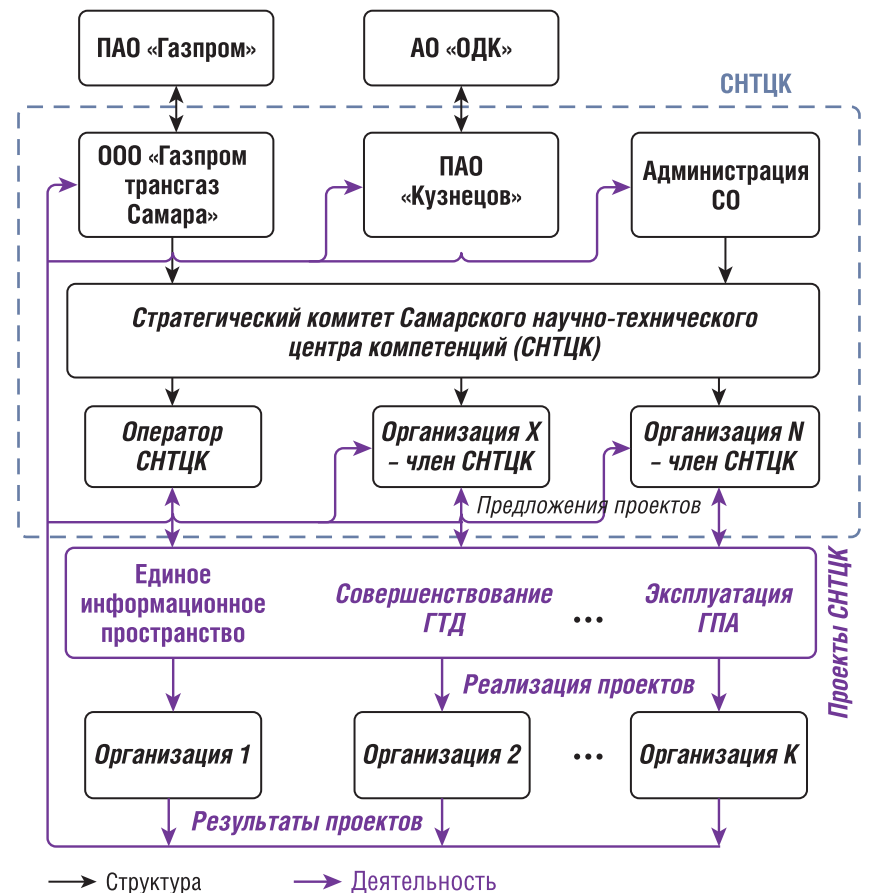 ПАО «Газпром»
АО «ОДК»
СНТЦК
ООО «Газпром
трансгаз
Самара»
ПАО
«Кузнецов»
Администрация
СО
Стратегический комитет Самарского научно-технического
центра компетенций (СНТЦК)
Оператор
СНТЦК
Организация X
– член СНТЦК
Организация N
– член СНТЦК
Предложения проектов
Единое
информационное
пространство
Совершенствование
ГТД
...
Эксплуатация
ГПА
Проекты СНТЦК
Реализация проектов
Организация 1
Организация 2
...
Организация K
Результаты проектов
Структура
Деятельность